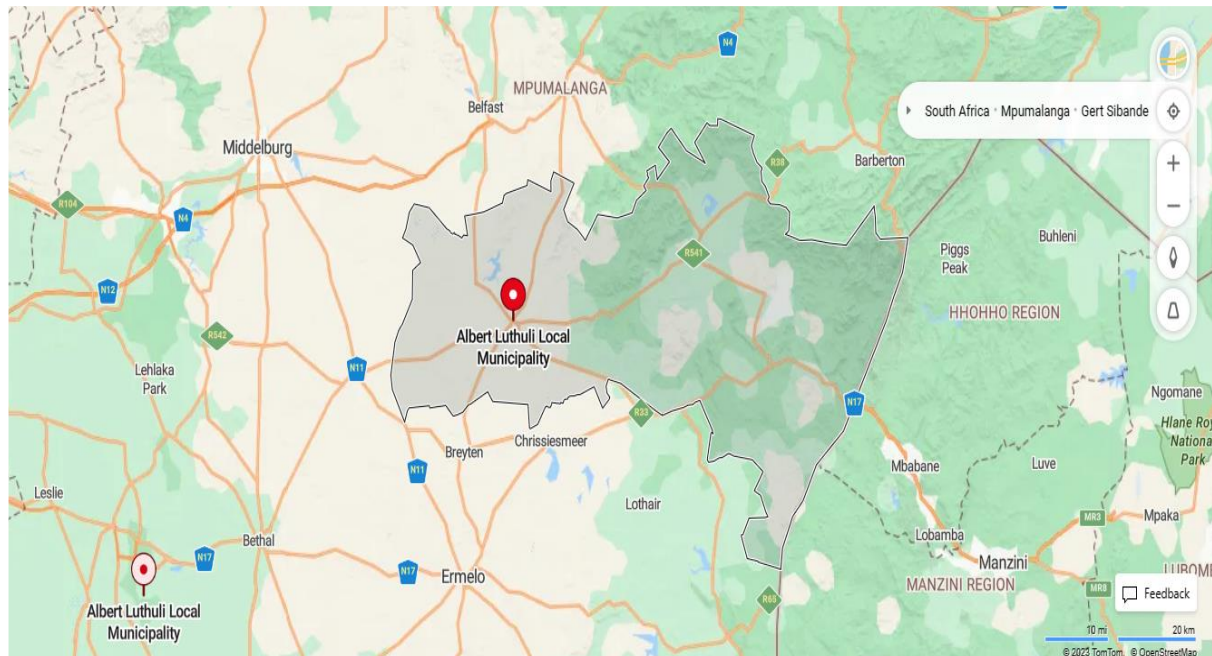 N4
South Africa · Mpumalanga · Gert Sibande
MPUMALANGA
Belfast
Middelburg
R38
Barberton
R104
N4
Buhleni
R541
Piggs
Peak
N12
HHOHHO REGION
R542
Albert Luthuli Local
Municipality
Lehlaka
Park
N11
Ngomane
N17
R33
Hlane Roy
National
Park
Chrissiesmeer
Breyten
Mbabane
Luve
N11
Leslie
Lothair
MR3
Mpaka
Lobamba
Bethal
N17
Manzini
LUBOMB
N17
Ermelo
MANZINI REGION
MR8
Feedback
R65
Albert Luthuli Local
Municipality
10 mi
20 km
© 2023 TomTom, © OpenStreetMap